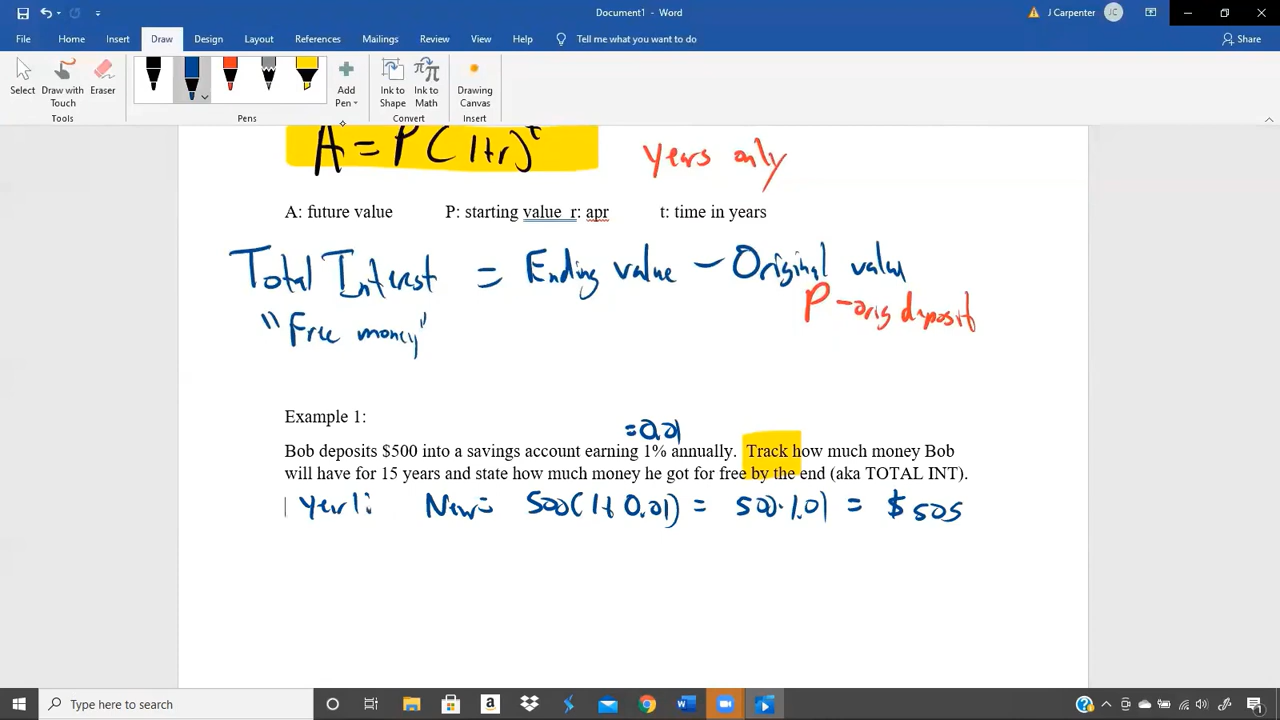 Document1 - Word
J Carpenter
JC
File Home Insert Draw Design Layout References Mailings Review View Help Tell me what you want to do
Share
Select
Draw with Touch
Eraser
Add Pen
Ink to Shape
Ink to Math
Drawing Canvas
Tools Pens Convert Insert
A = P(1+r)^t
years only
A: future value P: starting value r: apr t: time in years
Total Interest = Ending value - Original value
P - orig deposit
"Free money"
Example 1:
=0.01
Bob deposits $500 into a savings account earning 1% annually. Track how much money Bob
will have for 15 years and state how much money he got for free by the end (aka TOTAL INT).
Year 1: New = 500(1+0.01) = 500·1.01 = $505
Type here to search